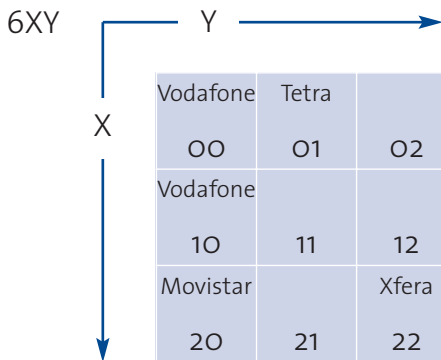 6XY
Y
X
Vodafone Tetra
00 01 02
Vodafone
10 11 12
Movistar Xfera
20 21 22